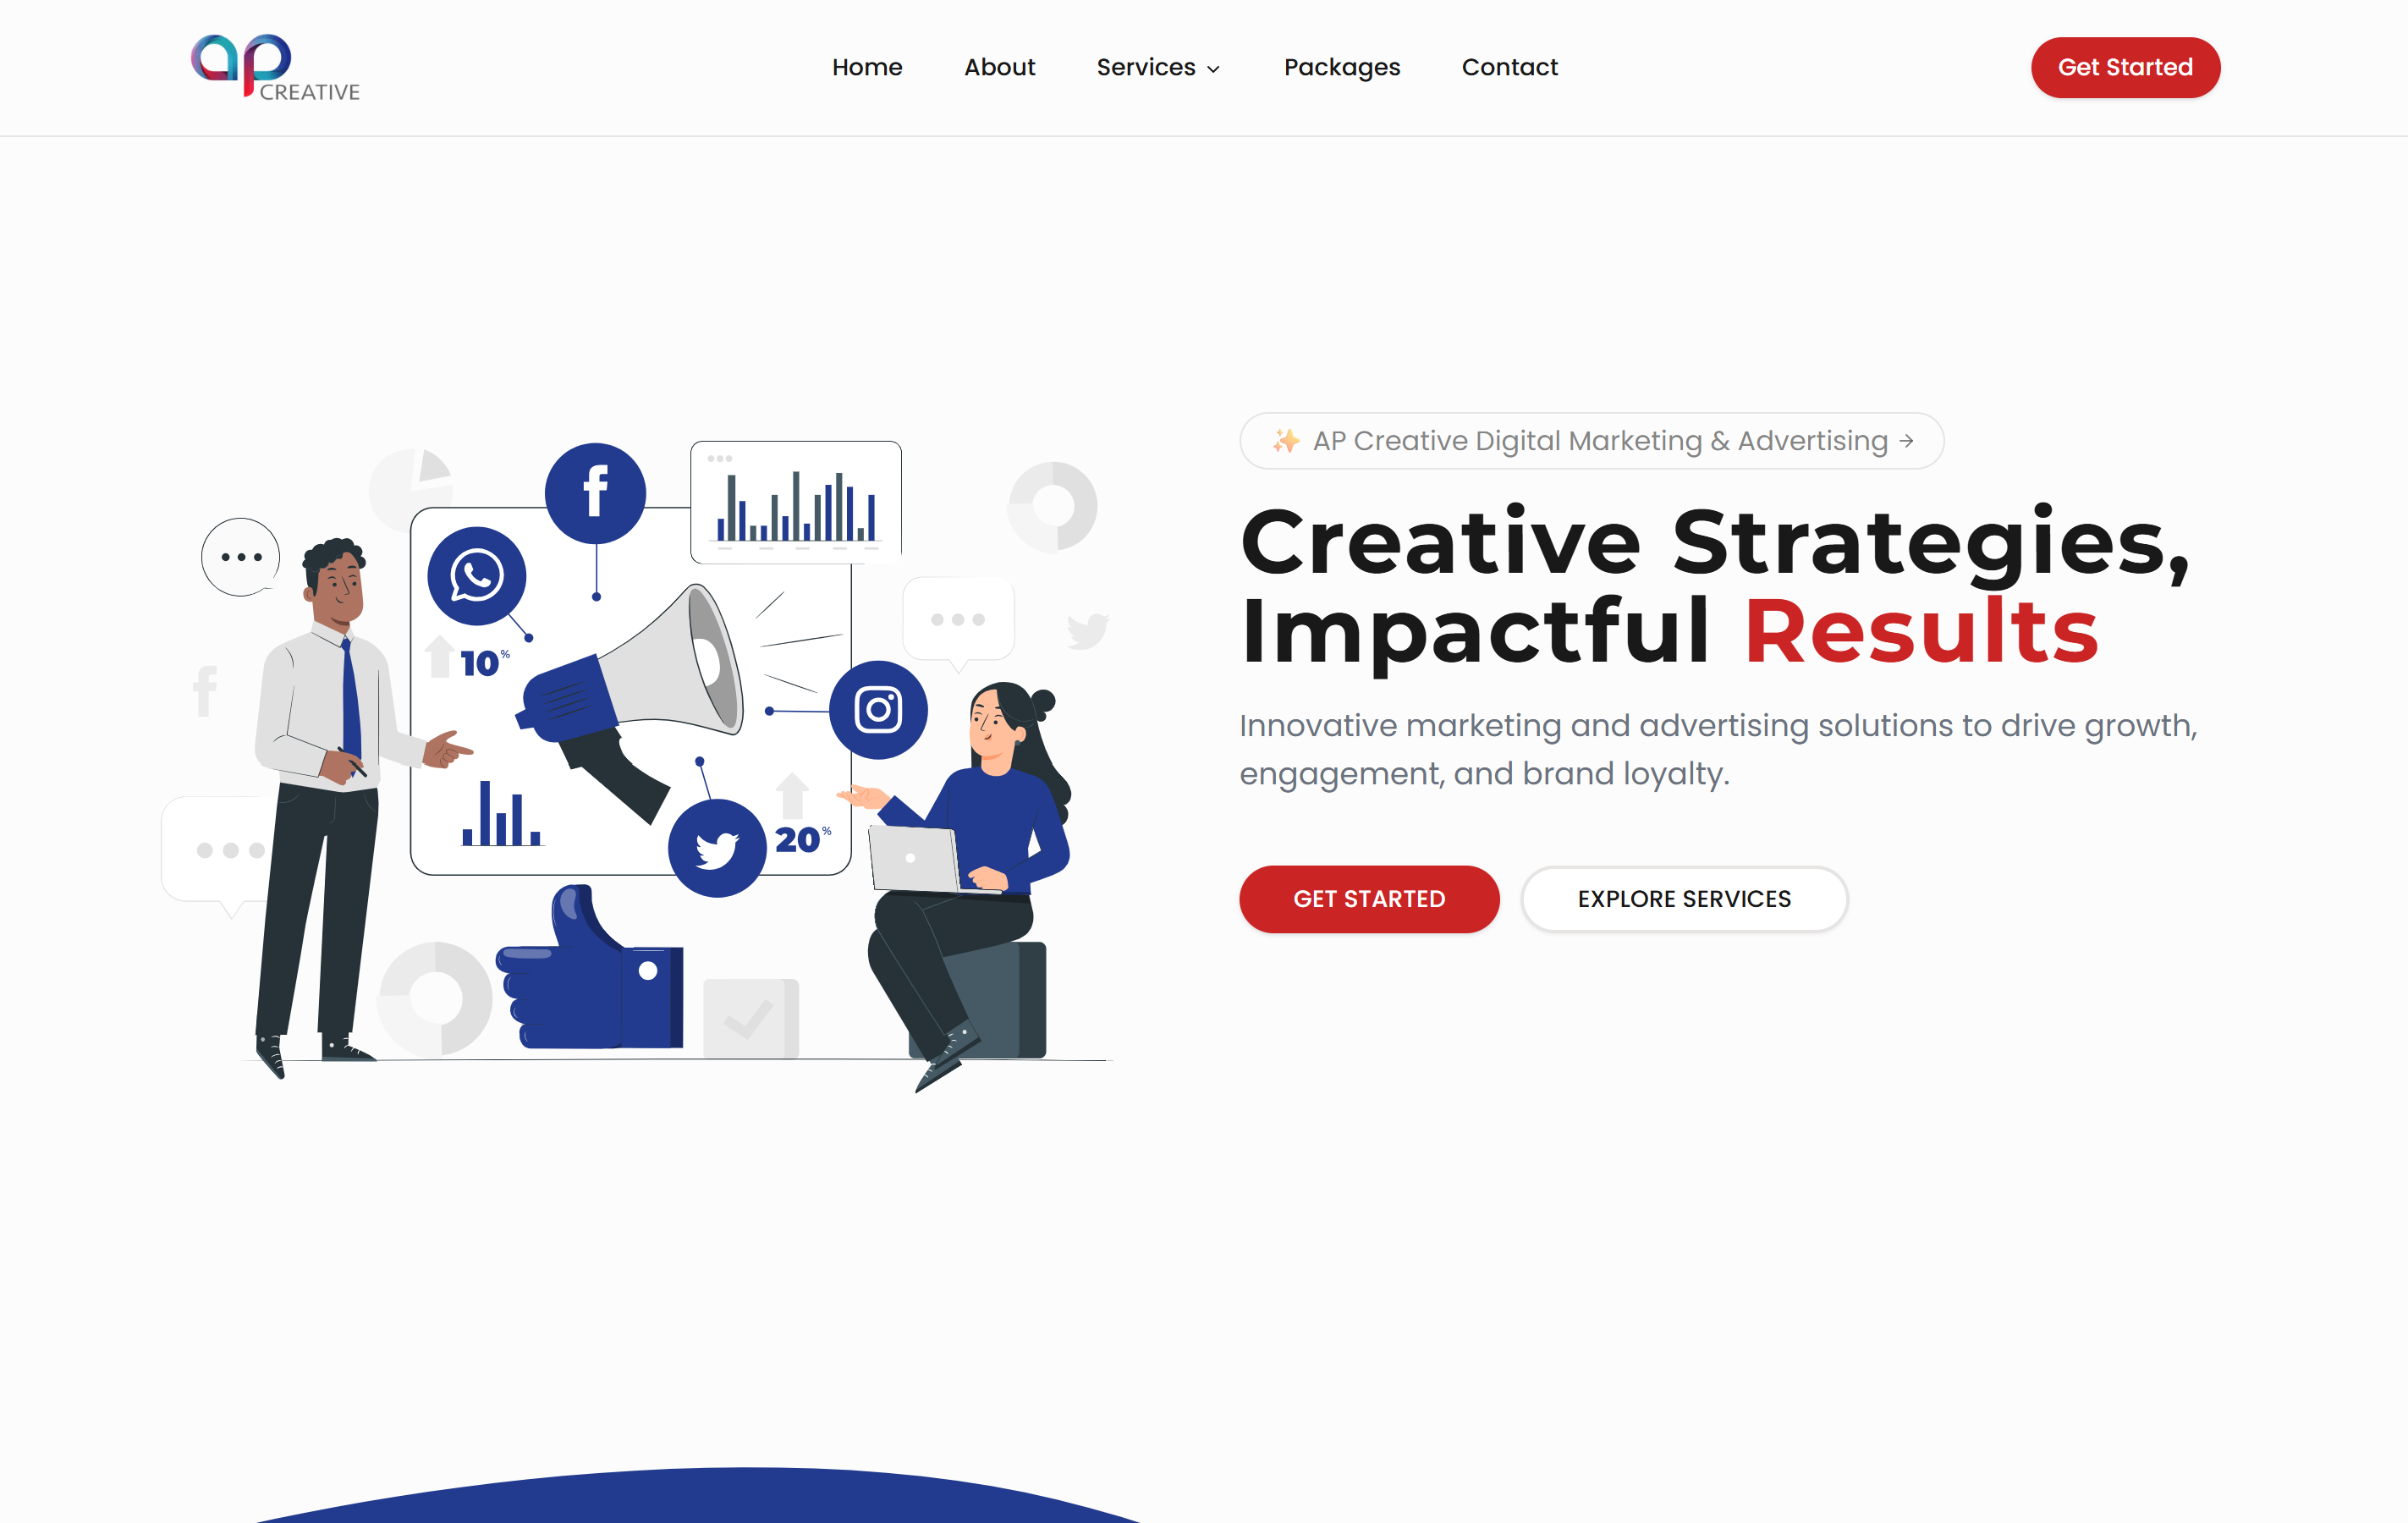 ap
CREATIVE
Home About Services Packages Contact
Get Started
10%
20%
✨ AP Creative Digital Marketing & Advertising →
Creative Strategies,
Impactful Results
Innovative marketing and advertising solutions to drive growth,
engagement, and brand loyalty.
GET STARTED
EXPLORE SERVICES